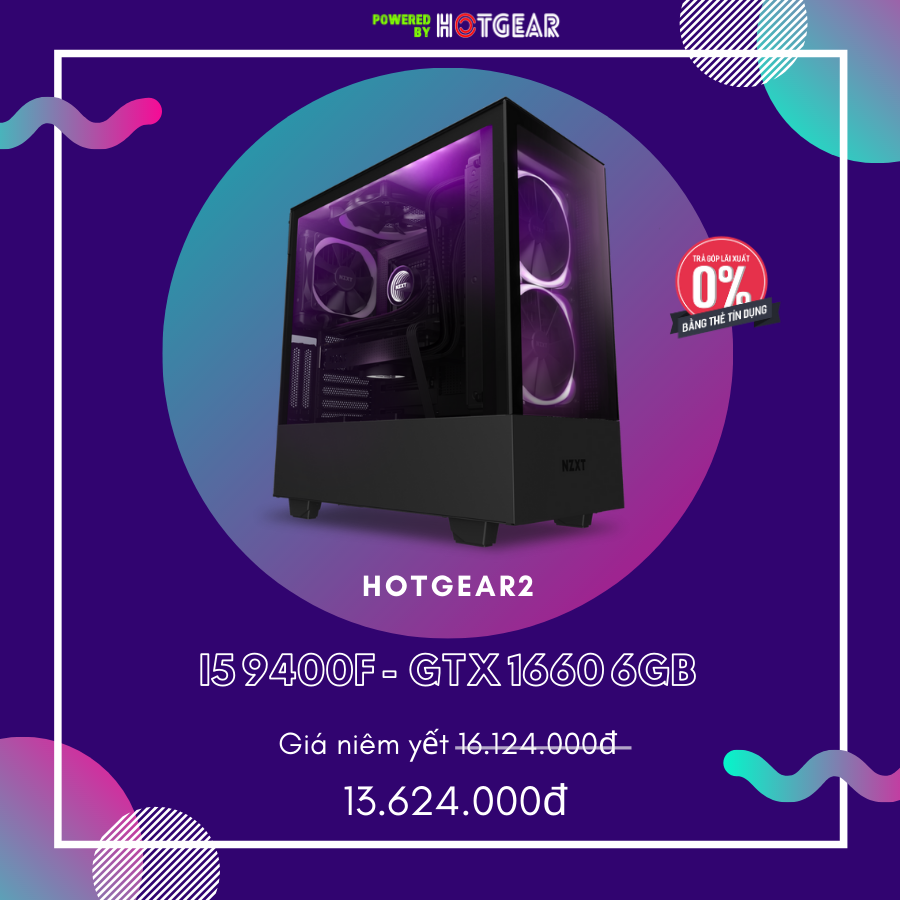 POWERED
BY HOTGEAR
TRẢ GÓP LÃI XUẤT
0%
BẰNG THẺ TÍN DỤNG
NZXT
NZXT
HOTGEAR2
I5 9400F - GTX 1660 6GB
Giá niêm yết 16.124.000đ
13.624.000đ